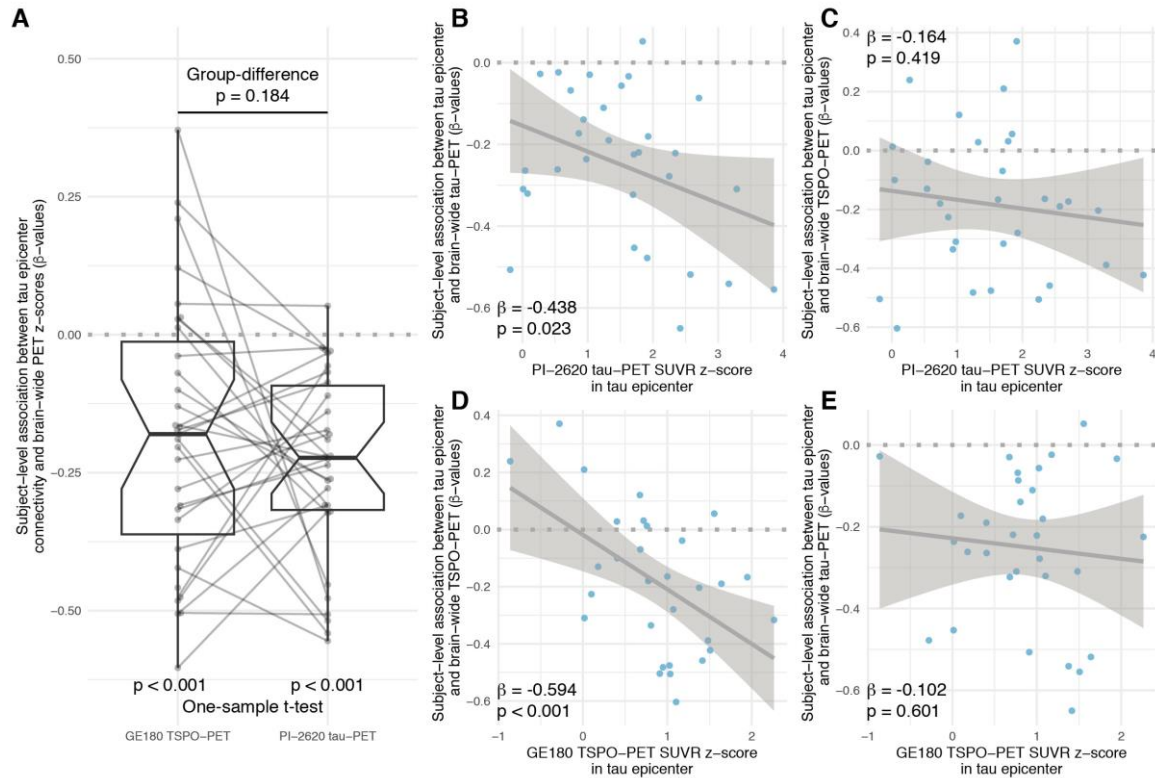 A
Subject-level association between tau epicenter
connectivity and brain-wide PET z-scores (β-values)
0.50
0.25
0.00
−0.25
−0.50
Group-difference
p = 0.184
p < 0.001
p < 0.001
One-sample t-test
GE180 TSPO-PET
PI-2620 tau-PET
B
Subject-level association between tau epicenter
and brain-wide tau-PET (β-values)
0.0
−0.2
−0.4
−0.6
β = -0.438
p = 0.023
0
1
2
3
4
PI-2620 tau-PET SUVR z-score
in tau epicenter
C
Subject-level association between tau epicenter
and brain-wide TSPO-PET (β-values)
0.4
0.2
0.0
−0.2
−0.4
−0.6
β = -0.164
p = 0.419
0
1
2
3
4
PI-2620 tau-PET SUVR z-score
in tau epicenter
D
Subject-level association between tau epicenter
and brain-wide TSPO-PET (β-values)
0.4
0.2
0.0
−0.2
−0.4
−0.6
β = -0.594
p < 0.001
−1
0
1
2
GE180 TSPO-PET SUVR z-score
in tau epicenter
E
Subject-level association between tau epicenter
and brain-wide tau-PET (β-values)
0.0
−0.2
−0.4
−0.6
β = -0.102
p = 0.601
−1
0
1
2
GE180 TSPO-PET SUVR z-score
in tau epicenter